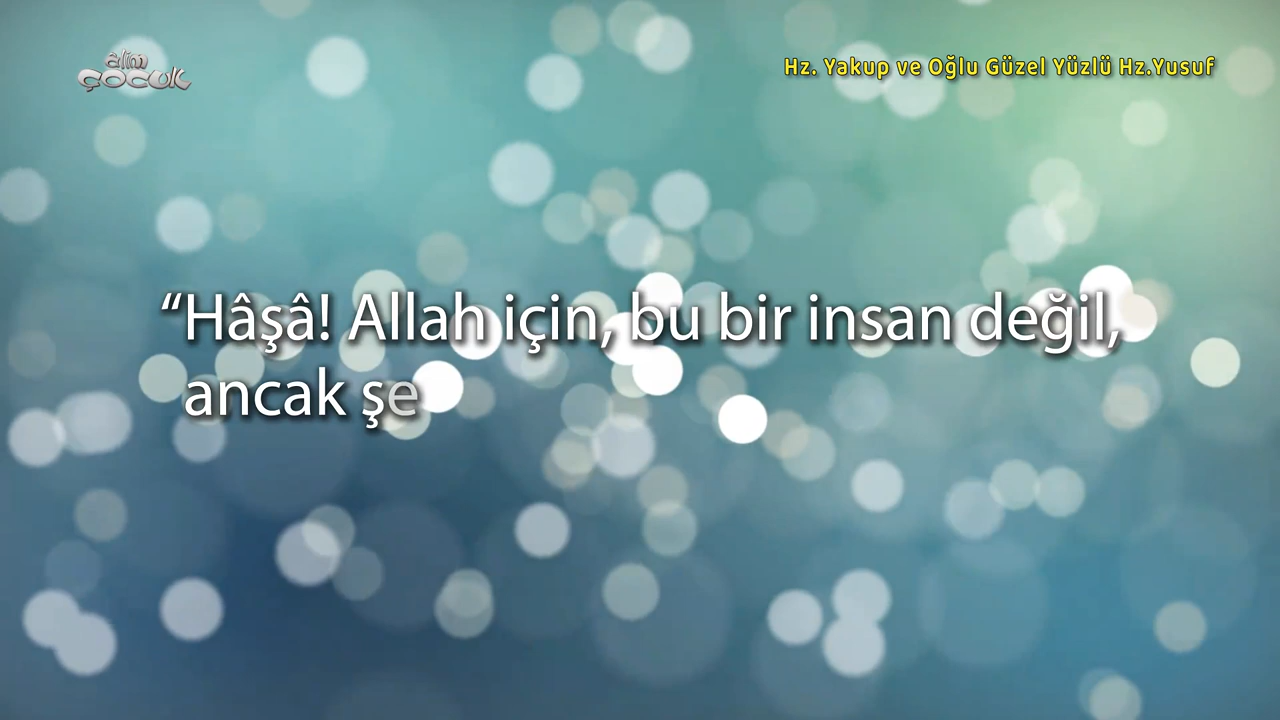 alim
ÇOCUK
Hz. Yakup ve Oğlu Güzel Yüzlü Hz.Yusuf
“Hâşâ! Allah için, bu bir insan değil,
ancak şe